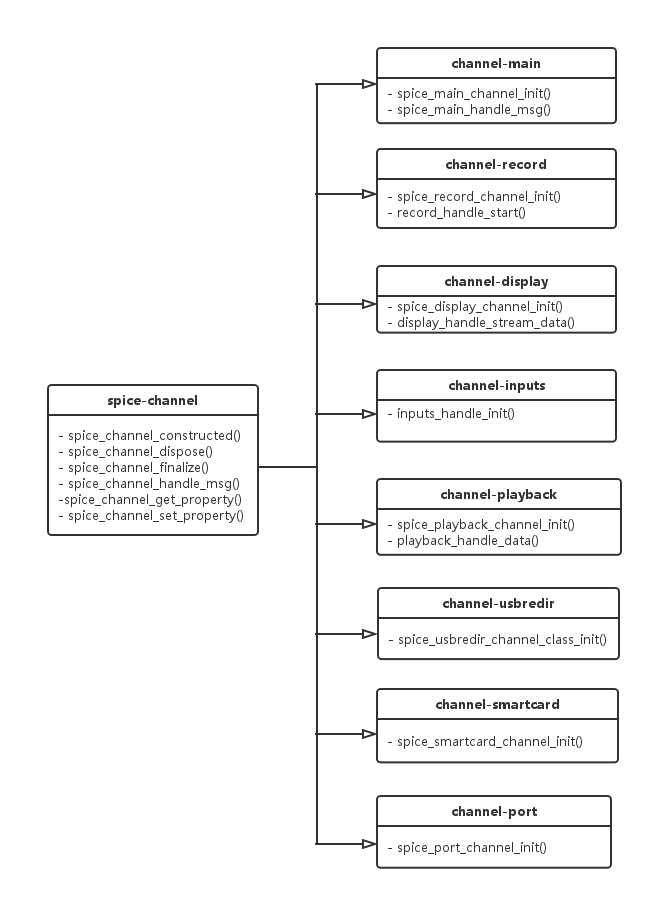 channel-main
- spice_main_channel_init()
- spice_main_handle_msg()
channel-record
- spice_record_channel_init()
- record_handle_start()
channel-display
- spice_display_channel_init()
- display_handle_stream_data()
channel-inputs
- inputs_handle_init()
spice-channel
- spice_channel_constructed()
- spice_channel_dispose()
- spice_channel_finalize()
- spice_channel_handle_msg()
-spice_channel_get_property()
- spice_channel_set_property()
channel-playback
- spice_playback_channel_init()
- playback_handle_data()
channel-usbredir
- spice_usbredir_channel_class_init()
channel-smartcard
- spice_smartcard_channel_init()
channel-port
- spice_port_channel_init()